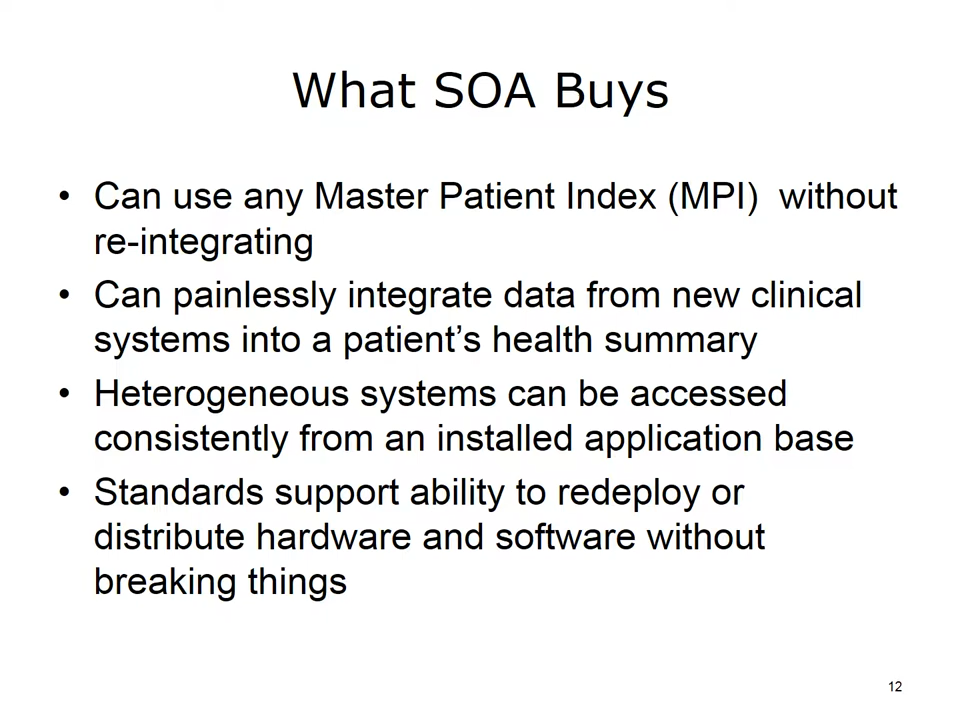 What SOA Buys
• Can use any Master Patient Index (MPI)  without
re-integrating
• Can painlessly integrate data from new clinical
systems into a patient’s health summary
• Heterogeneous systems can be accessed
consistently from an installed application base
• Standards support ability to redeploy or
distribute hardware and software without
breaking things
12